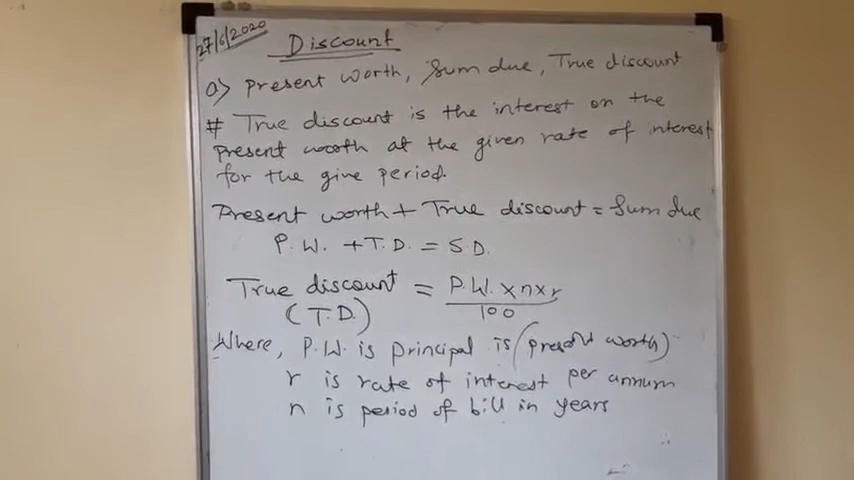 27/6/2020
Discount
a) Present worth, Sum due, True discount
# True discount is the interest on the
present worth at the given rate of interest
for the give period.
Present worth + True discount = Sum due
P.W. + T.D. = S.D.
True discount = P.W. x n x r
(T.D.) 100
Where, P.W. is principal is (present worth)
r is rate of interest per annum
n is period of bill in years